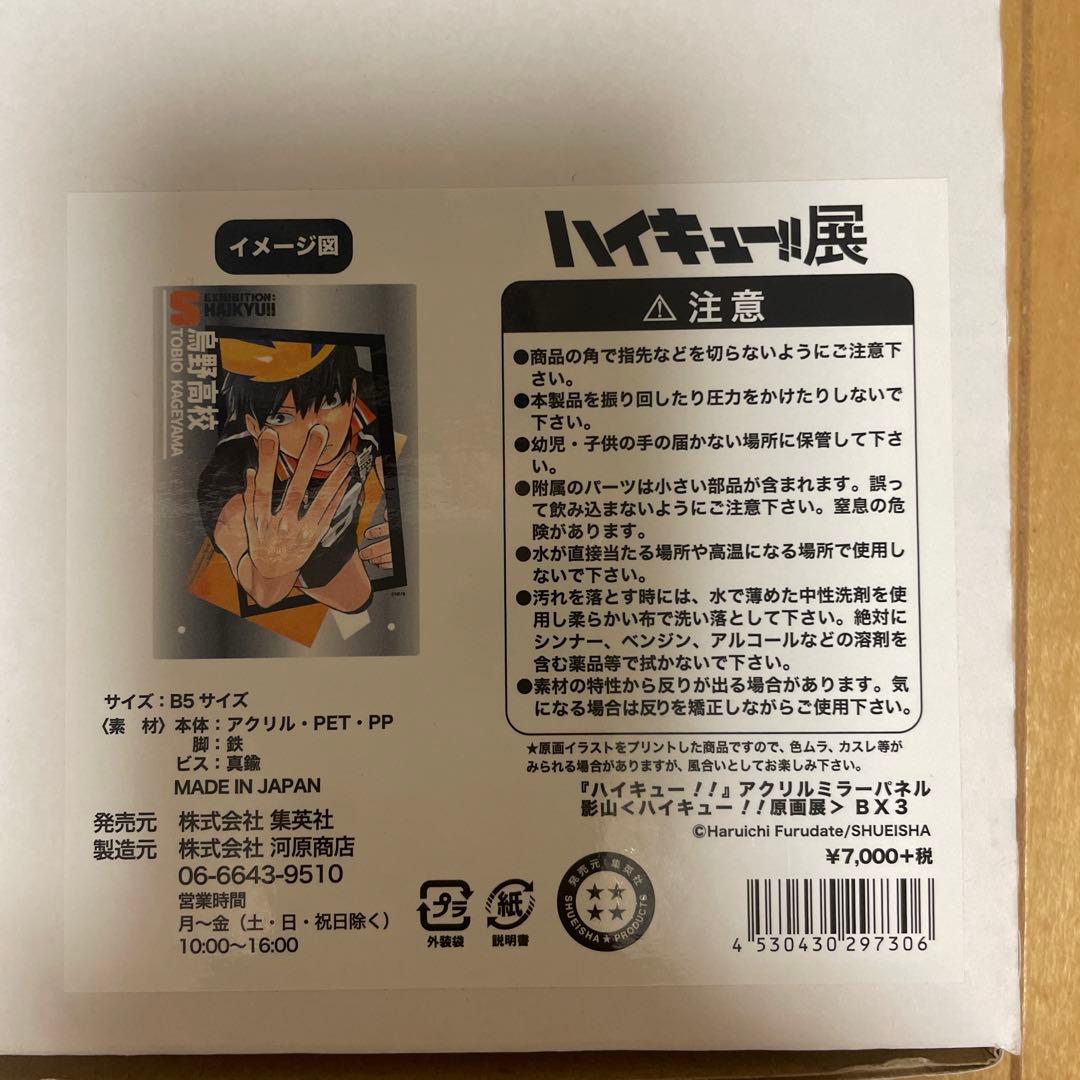 イメージ図
S EXHIBITION:
HAIKYU!!
烏野高校
TOBIO KAGEYAMA
サイズ：B5サイズ
〈素　材〉本体：アクリル・PET・PP
脚：鉄
ビス：真鍮
MADE IN JAPAN
発売元　株式会社 集英社
製造元　株式会社 河原商店
06-6643-9510
営業時間
月〜金（土・日・祝日除く）
10:00〜16:00
ハイキュー!!展
⚠ 注意
●商品の角で指先などを切らないようにご注意下
さい。
●本製品を振り回したり圧力をかけたりしないで
下さい。
●幼児・子供の手の届かない場所に保管して下さ
い。
●附属のパーツは小さい部品が含まれます。誤っ
て飲み込まないようにご注意下さい。窒息の危
険があります。
●水が直接当たる場所や高温になる場所で使用し
ないで下さい。
●汚れを落とす時には、水で薄めた中性洗剤を使
用し柔らかい布で洗い落として下さい。絶対に
シンナー、ベンジン、アルコールなどの溶剤を
含む薬品等で拭かないで下さい。
●素材の特性から反りが出る場合があります。気
になる場合は反りを矯正しながらご使用下さい。
★原画イラストをプリントした商品ですので、色ムラ、カスレ等が
みられる場合がありますが、風合いとしてお楽しみ下さい。
『ハイキュー！！』アクリルミラーパネル
影山＜ハイキュー！！原画展＞ＢＸ３
©Haruichi Furudate/SHUEISHA
¥7,000+税
プラ
外装袋
紙
説明書
発売元 集英社
SHUEISHA★PRODUCTS
4 530430 297306